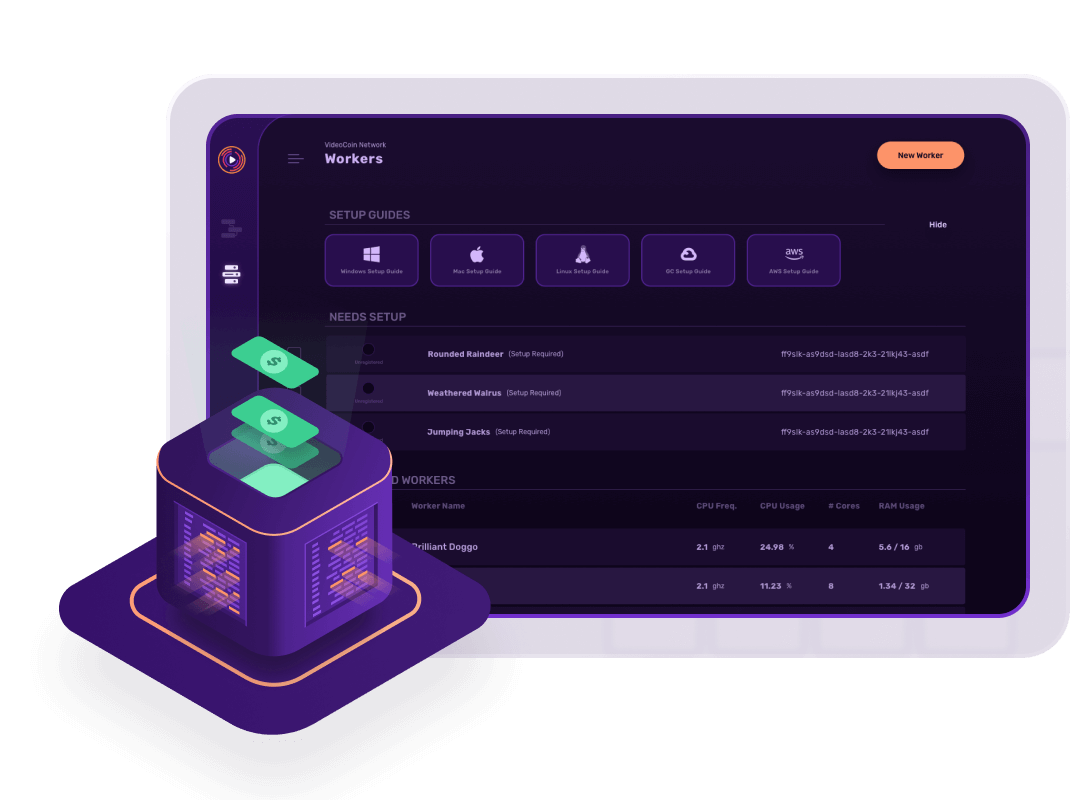 VideoCoin Network
Workers
New Worker
SETUP GUIDES
Hide
Windows Setup Guide
Mac Setup Guide
Linux Setup Guide
GC Setup Guide
aws
AWS Setup Guide
NEEDS SETUP
Rounded Raindeer (Setup Required) ff9slk-as9dsd-lasd8-2k3-21lkj43-asdf
Unregistered
Weathered Walrus (Setup Required) ff9slk-as9dsd-lasd8-2k3-21lkj43-asdf
Unregistered
Jumping Jacks (Setup Required) ff9slk-as9dsd-lasd8-2k3-21lkj43-asdf
D WORKERS
Worker Name CPU Freq. CPU Usage # Cores RAM Usage
Brilliant Doggo 2.1 ghz 24.98 % 4 5.6 / 16 gb
2.1 ghz 11.23 % 8 1.34 / 32 gb